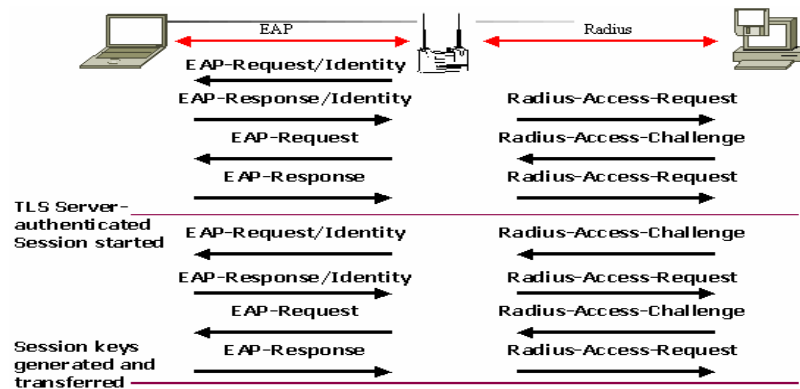 EAP
Radius
EAP-Request/Identity
EAP-Response/Identity
Radius-Access-Request
EAP-Request
Radius-Access-Challenge
EAP-Response
Radius-Access-Request
TLS Server-
authenticated
Session started
EAP-Request/Identity
Radius-Access-Challenge
EAP-Response/Identity
Radius-Access-Request
EAP-Request
Radius-Access-Challenge
EAP-Response
Radius-Access-Request
Session keys
generated and
transferred